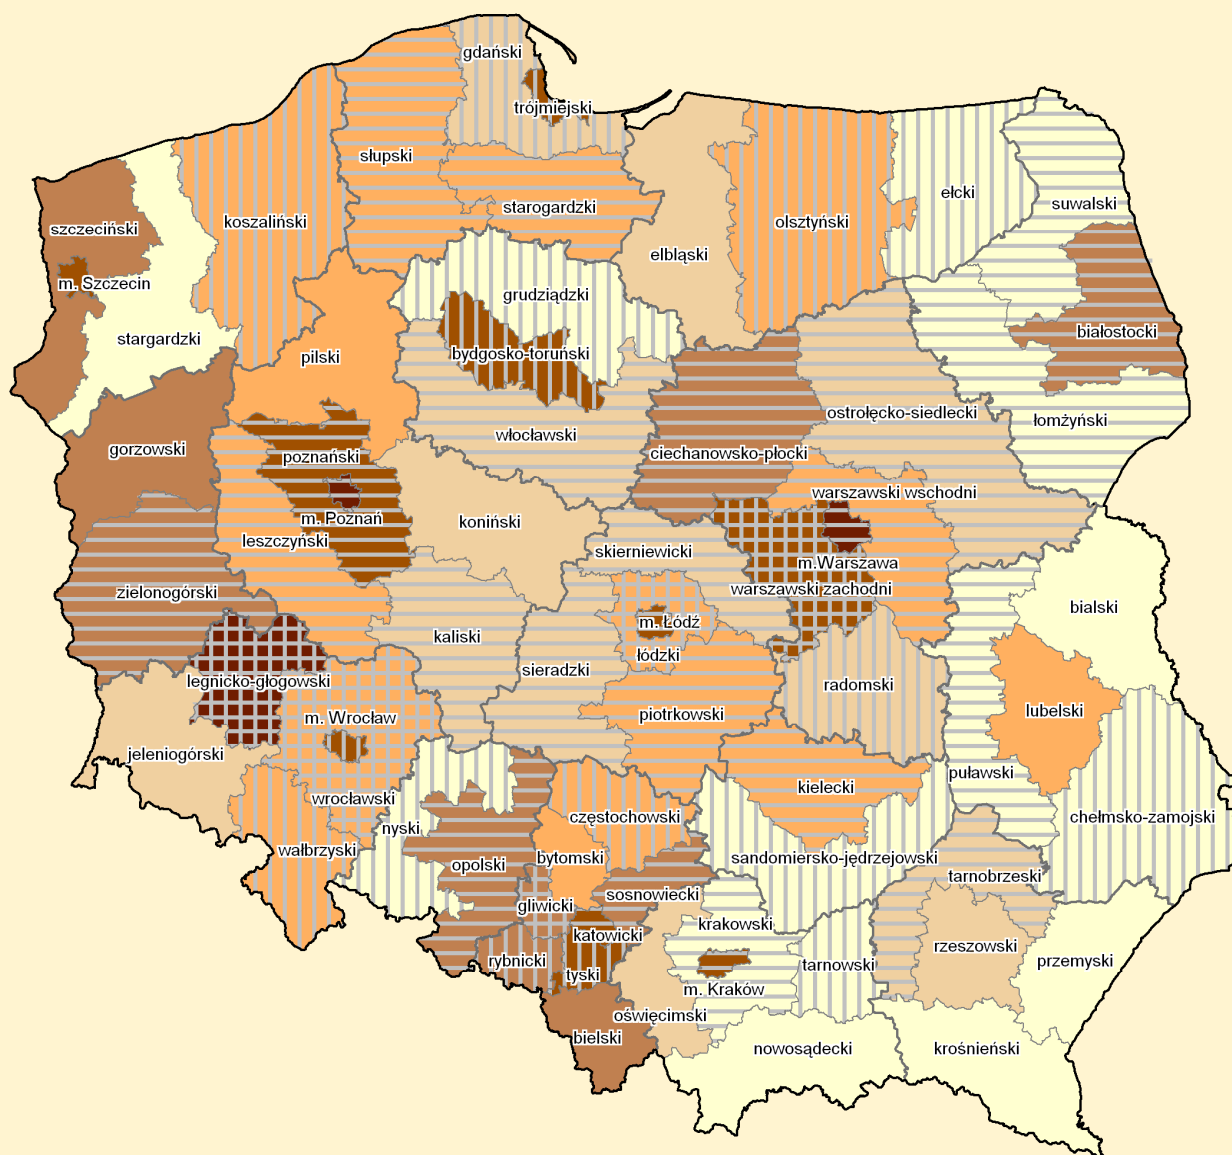 gdański
trójmiejski
słupski
ełcki
koszaliński
starogardzki
olsztyński
suwalski
szczeciński
elbląski
m. Szczecin
grudziądzki
stargardzki
białostocki
pilski
bydgosko-toruński
ostrołęcko-siedlecki
łomżyński
włocławski
gorzowski
ciechanowsko-płocki
poznański
warszawski wschodni
m. Poznań
koniński
leszczyński
skierniewicki
m.Warszawa
zielonogórski
warszawski zachodni
bialski
m. Łódź
kaliski
łódzki
sieradzki
legnicko-głogowski
radomski
lubelski
m. Wrocław
piotrkowski
jeleniogórski
puławski
kielecki
wrocławski
częstochowski
chełmsko-zamojski
nyski
wałbrzyski
bytomski
sandomiersko-jędrzejowski
opolski
tarnobrzeski
sosnowiecki
gliwicki
krakowski
katowicki
rzeszowski
rybnicki
tyski
tarnowski
przemyski
m. Kraków
oświęcimski
bielski
nowosądecki
krośnieński